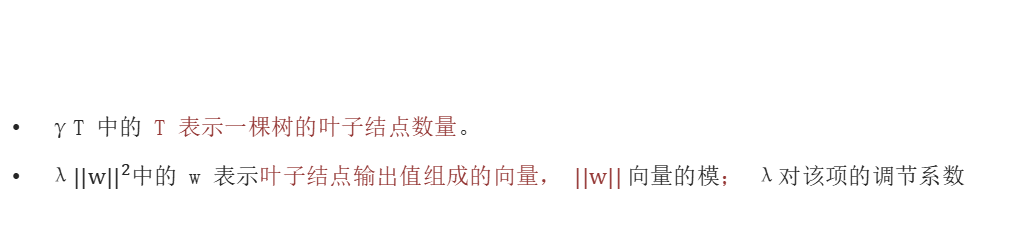 • γT 中的 T 表示一棵树的叶子结点数量。
• λ||w||²中的 w 表示叶子结点输出值组成的向量， ||w||向量的模； λ对该项的调节系数